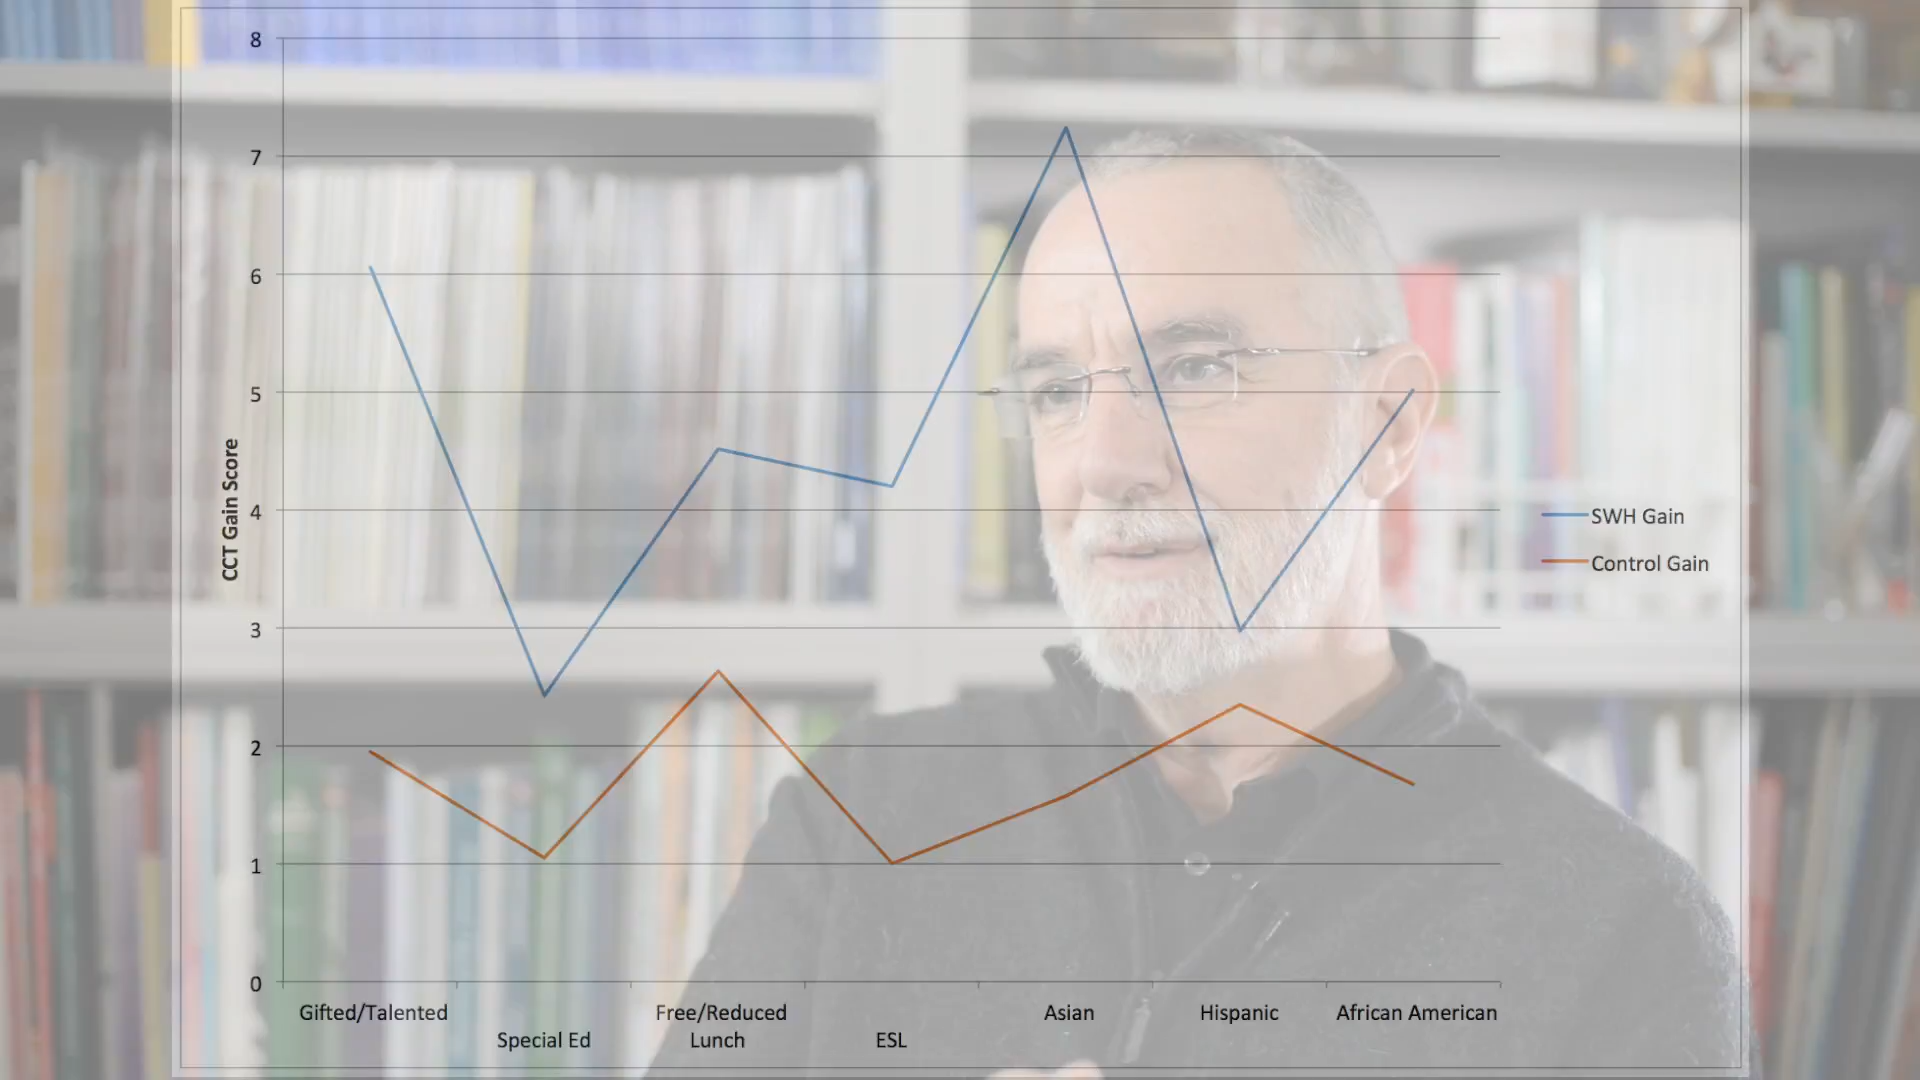 8
7
6
5
4
3
2
1
0
CCT Gain Score
SWH Gain
Control Gain
Gifted/Talented
Special Ed
Free/Reduced
Lunch
ESL
Asian
Hispanic
African American